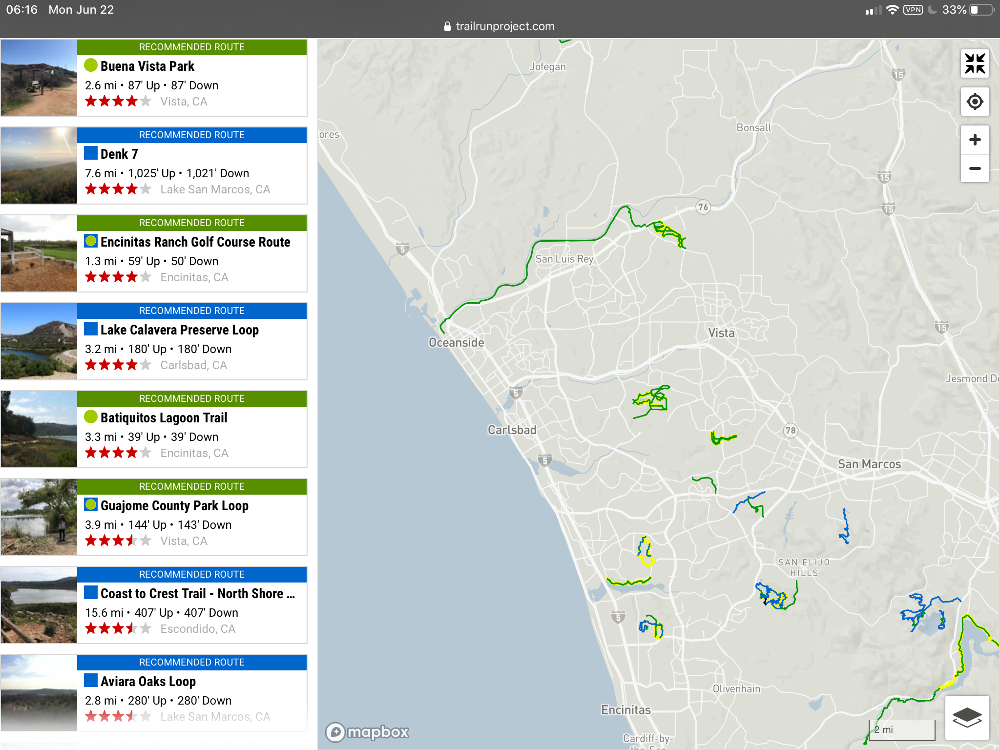 06:16 Mon Jun 22
VPN 33%
trailrunproject.com
RECOMMENDED ROUTE
Buena Vista Park
2.6 mi • 87' Up • 87' Down
Vista, CA
RECOMMENDED ROUTE
Denk 7
7.6 mi • 1,025' Up • 1,021' Down
Lake San Marcos, CA
RECOMMENDED ROUTE
Encinitas Ranch Golf Course Route
1.3 mi • 59' Up • 50' Down
Encinitas, CA
RECOMMENDED ROUTE
Lake Calavera Preserve Loop
3.2 mi • 180' Up • 180' Down
Carlsbad, CA
RECOMMENDED ROUTE
Batiquitos Lagoon Trail
3.3 mi • 39' Up • 39' Down
Encinitas, CA
RECOMMENDED ROUTE
Guajome County Park Loop
3.9 mi • 144' Up • 143' Down
Vista, CA
RECOMMENDED ROUTE
Coast to Crest Trail - North Shore ...
15.6 mi • 407' Up • 407' Down
Escondido, CA
RECOMMENDED ROUTE
Aviara Oaks Loop
2.8 mi • 280' Up • 280' Down
Lake San Marcos, CA
Jofegan
15
Bonsall
ores
15
76
15
5
San Luis Rey
15
Vista
Oceanside
Jesmond De
5
Carlsbad
78
5
San Marcos
SAN ELIJO
HILLS
5
Olivenhain
Encinitas
mapbox
2 mi
Cardiff-by-
the-Sea